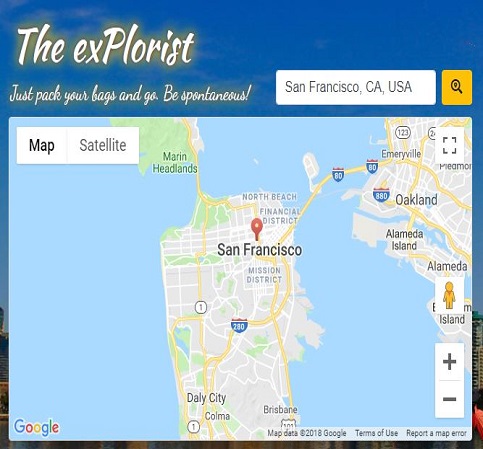 The exPlorist
Just pack your bags and go. Be spontaneous!
San Francisco, CA, USA
Map
Satellite
Marin
Headlands
123
Emeryville
Piedmon
80
80
880
Oakland
NORTH BEACH
FINANCIAL
DISTRICT
San Francisco
Alameda
Island
MISSION
DISTRICT
Alameda
Island
1
280
Daly City
Colma
Brisbane
1
Google
Map data ©2018 Google
Terms of Use
Report a map error